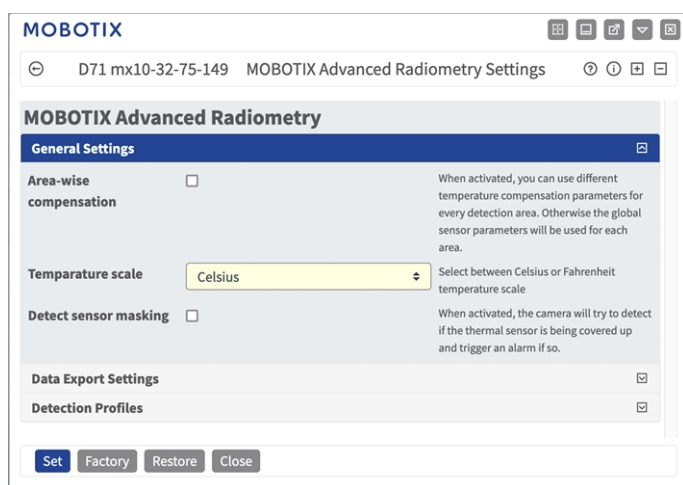 MOBOTIX
D71 mx10-32-75-149 MOBOTIX Advanced Radiometry Settings
MOBOTIX Advanced Radiometry
General Settings
Area-wise
compensation
When activated, you can use different
temperature compensation parameters for
every detection area. Otherwise the global
sensor parameters will be used for each
area.
Temparature scale
Celsius
Select between Celsius or Fahrenheit
temperature scale
Detect sensor masking
When activated, the camera will try to detect
if the thermal sensor is being covered up
and trigger an alarm if so.
Data Export Settings
Detection Profiles
Set Factory Restore Close